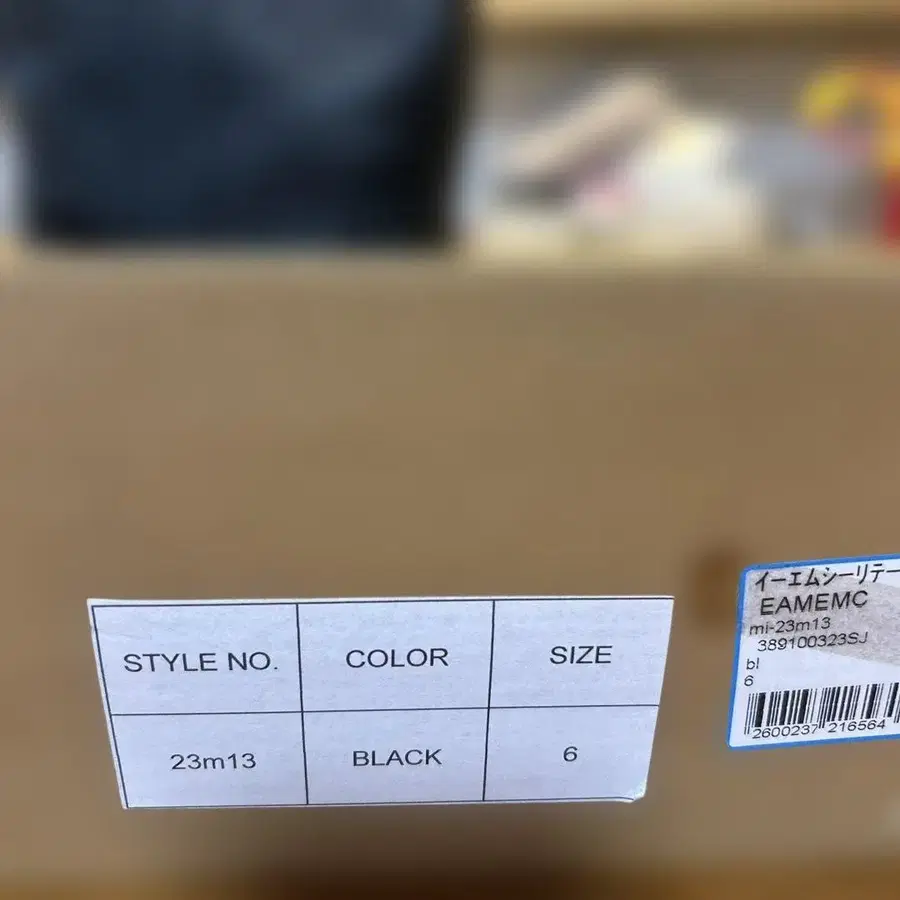 STYLE NO. COLOR SIZE
23m13 BLACK 6
イーエムシーリテー
EAMEMC
mi-23m13
389100323SJ
bl
6
2600237 216564